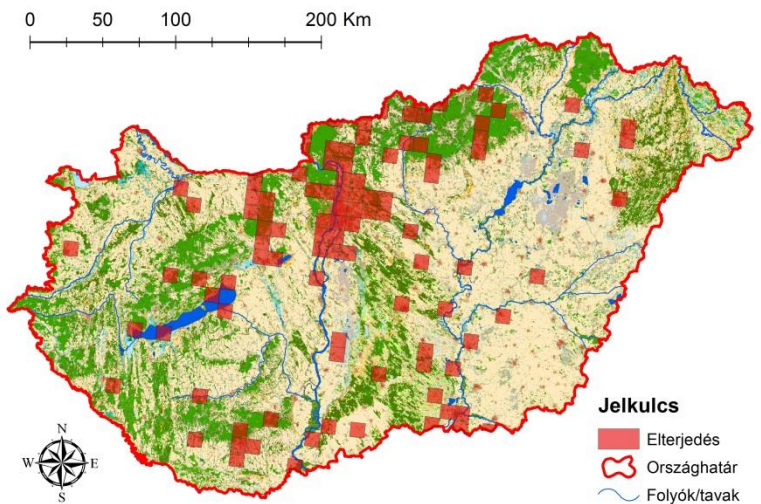 0 50 100 200 Km
Jelkulcs
Elterjedés
Országhatár
Folyók/tavak
N
W E
S